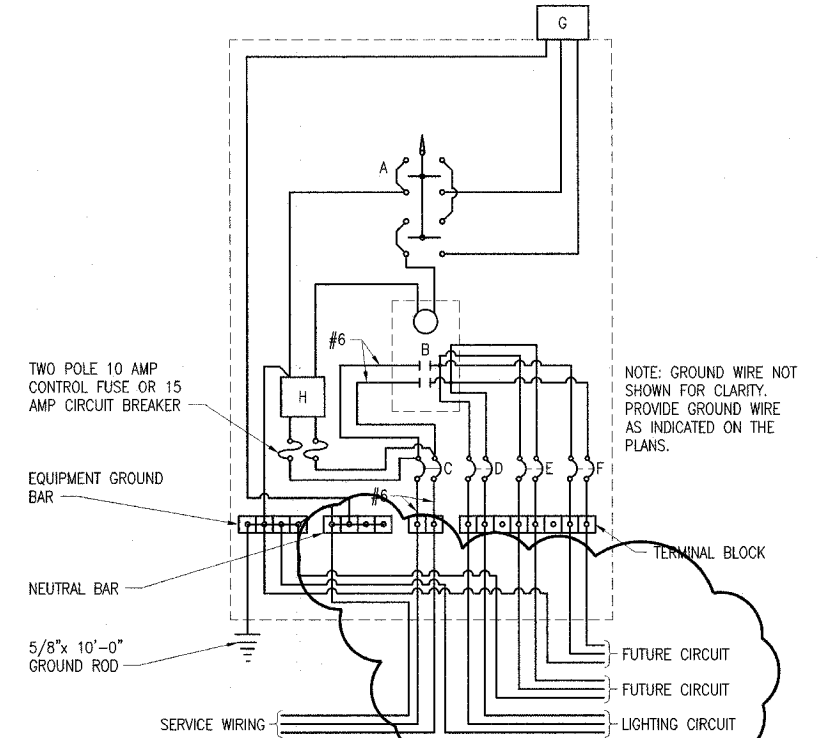 G
A
#6
B
TWO POLE 10 AMP
CONTROL FUSE OR 15
AMP CIRCUIT BREAKER
H
NOTE: GROUND WIRE NOT
SHOWN FOR CLARITY.
PROVIDE GROUND WIRE
AS INDICATED ON THE
PLANS.
C
D
E
F
EQUIPMENT GROUND
BAR
#6
TERMINAL BLOCK
NEUTRAL BAR
5/8"x 10'-0"
GROUND ROD
FUTURE CIRCUIT
FUTURE CIRCUIT
SERVICE WIRING
LIGHTING CIRCUIT